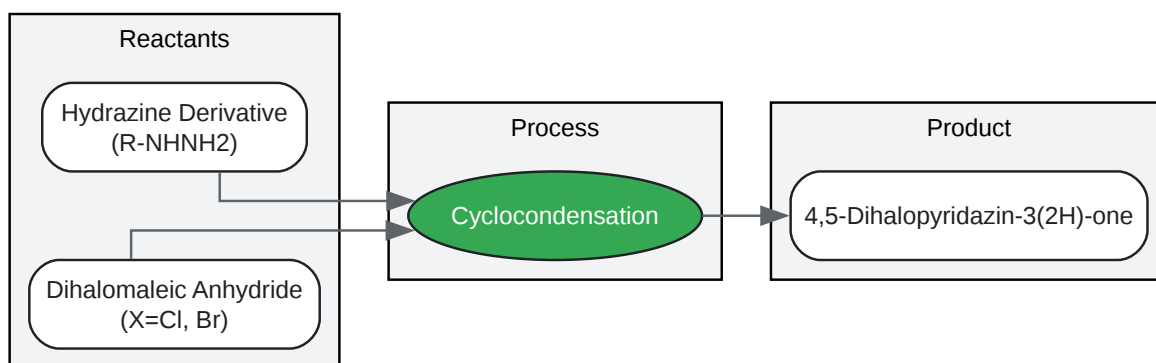 Reactants
Hydrazine Derivative
(R-NHNH2)
Dihalomaleic Anhydride
(X=Cl, Br)
Process
Cyclocondensation
Product
4,5-Dihalopyridazin-3(2H)-one